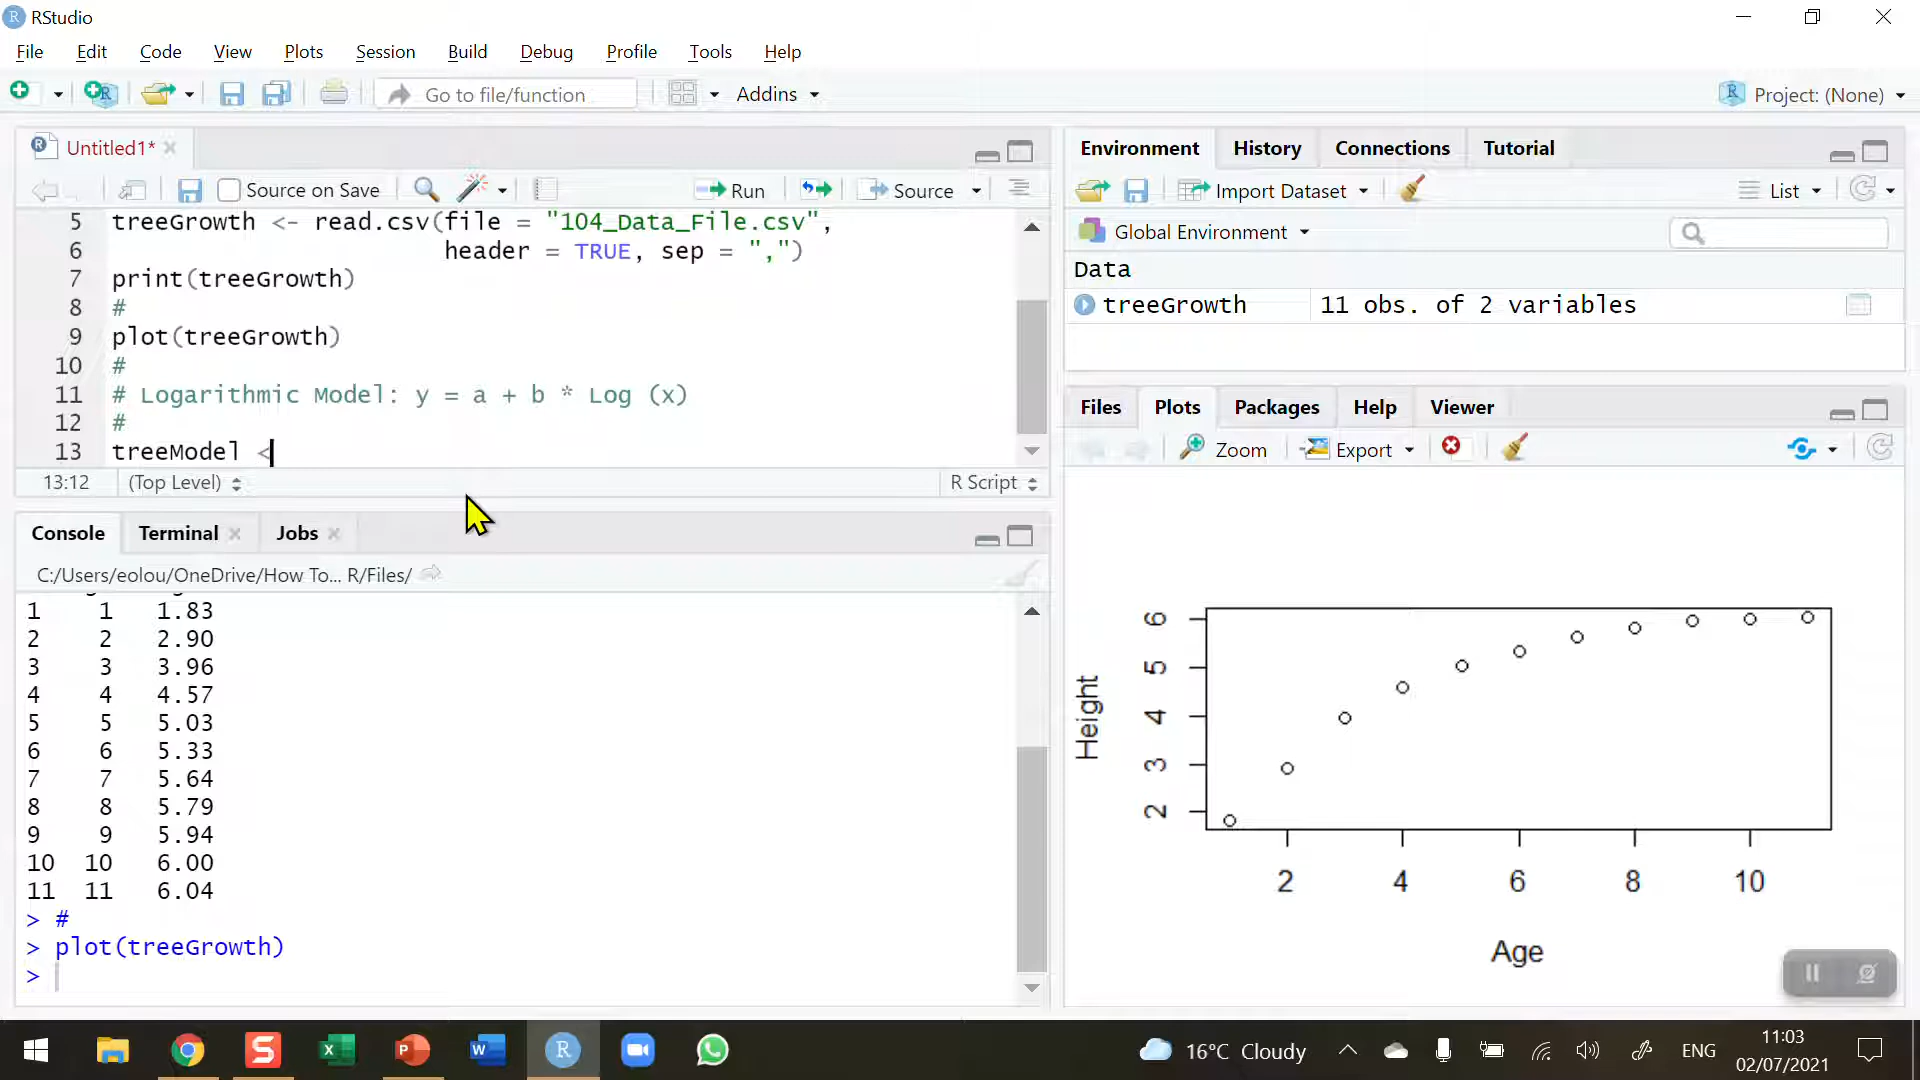 RStudio
File Edit Code View Plots Session Build Debug Profile Tools Help
Go to file/function Addins Project: (None)
Untitled1*
Source on Save Run Source
5 treeGrowth <- read.csv(file = "104_Data_File.csv",
6 header = TRUE, sep = ",")
7 print(treeGrowth)
8 #
9 plot(treeGrowth)
10 #
11 # Logarithmic Model: y = a + b * Log (x)
12 #
13 treeModel <
13:12 (Top Level) R Script
Console Terminal Jobs
C:/Users/eolou/OneDrive/How To... R/Files/
1 1 1.83
2 2 2.90
3 3 3.96
4 4 4.57
5 5 5.03
6 6 5.33
7 7 5.64
8 8 5.79
9 9 5.94
10 10 6.00
11 11 6.04
> #
> plot(treeGrowth)
>
Environment History Connections Tutorial
Import Dataset List
Global Environment
Data
treeGrowth 11 obs. of 2 variables
Files Plots Packages Help Viewer
Zoom Export
Height
6
5
4
3
2
2 4 6 8 10
Age
16°C Cloudy ENG 11:03
02/07/2021